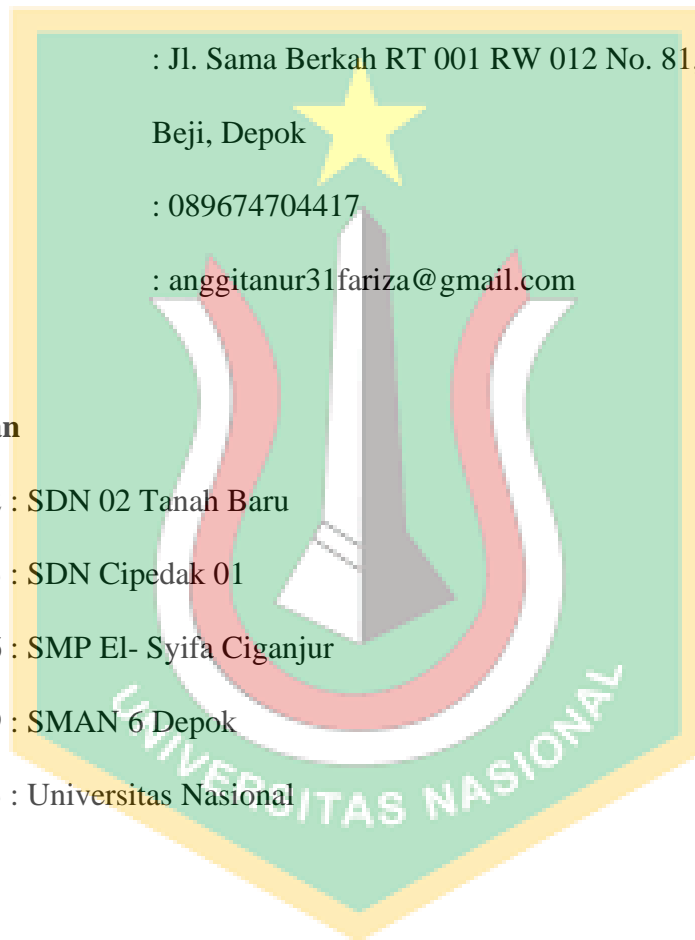 : Jl. Sama Berkah RT 001 RW 012 No. 81
Beji, Depok
: 089674704417
: anggitanur31fariza@gmail.com
: SDN 02 Tanah Baru
: SDN Cipedak 01
: SMP El- Syifa Ciganjur
: SMAN 6 Depok
: Universitas Nasional
UNIVERSITAS NASIONAL